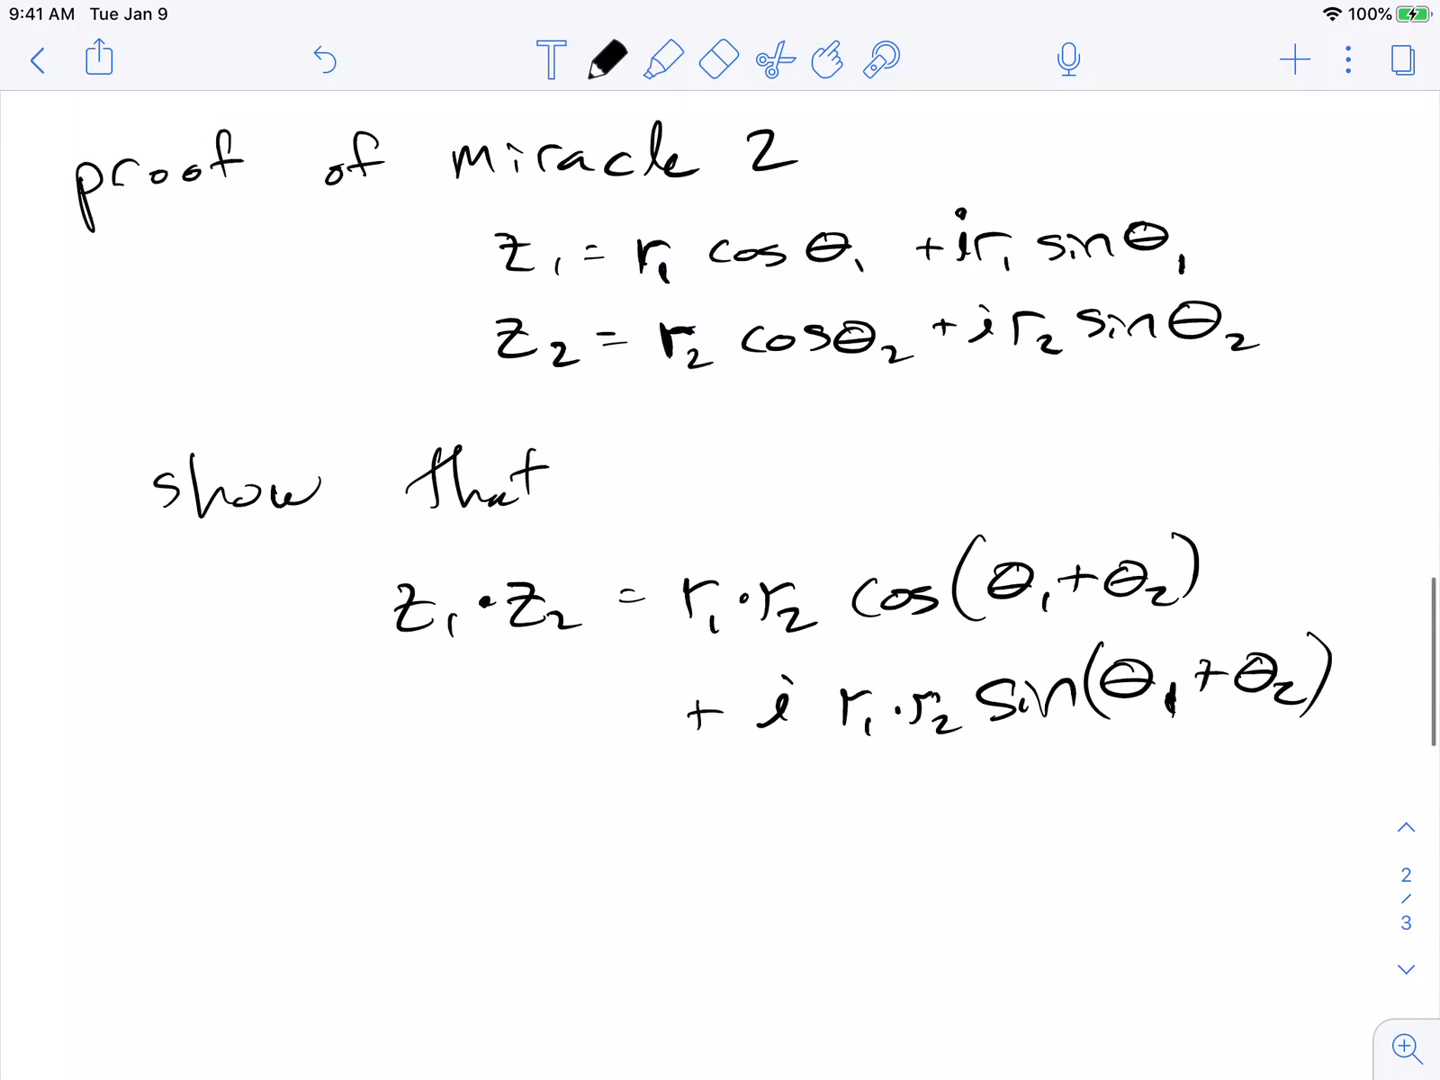 9:41 AM Tue Jan 9 100%
proof of miracle 2
z₁ = r₁ cos θ₁ + i r₁ sin θ₁
z₂ = r₂ cos θ₂ + i r₂ sin θ₂
show that
z₁ · z₂ = r₁ · r₂ cos(θ₁ + θ₂)
+ i r₁ · r₂ sin(θ₁ + θ₂)
2
/
3